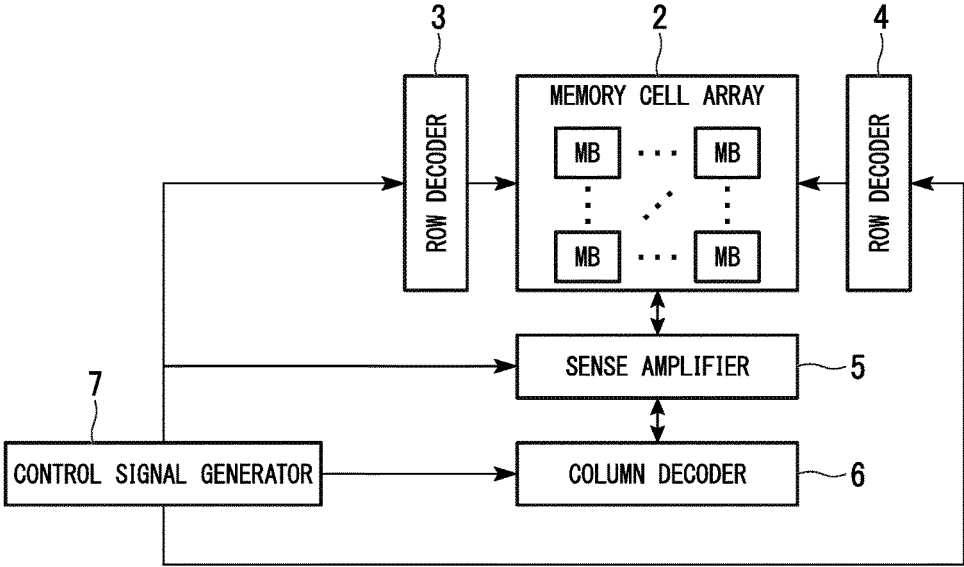 3
2
4
MEMORY CELL ARRAY
ROW DECODER
MB ··· MB
ROW DECODER
MB ··· MB
SENSE AMPLIFIER
5
7
CONTROL SIGNAL GENERATOR
COLUMN DECODER
6